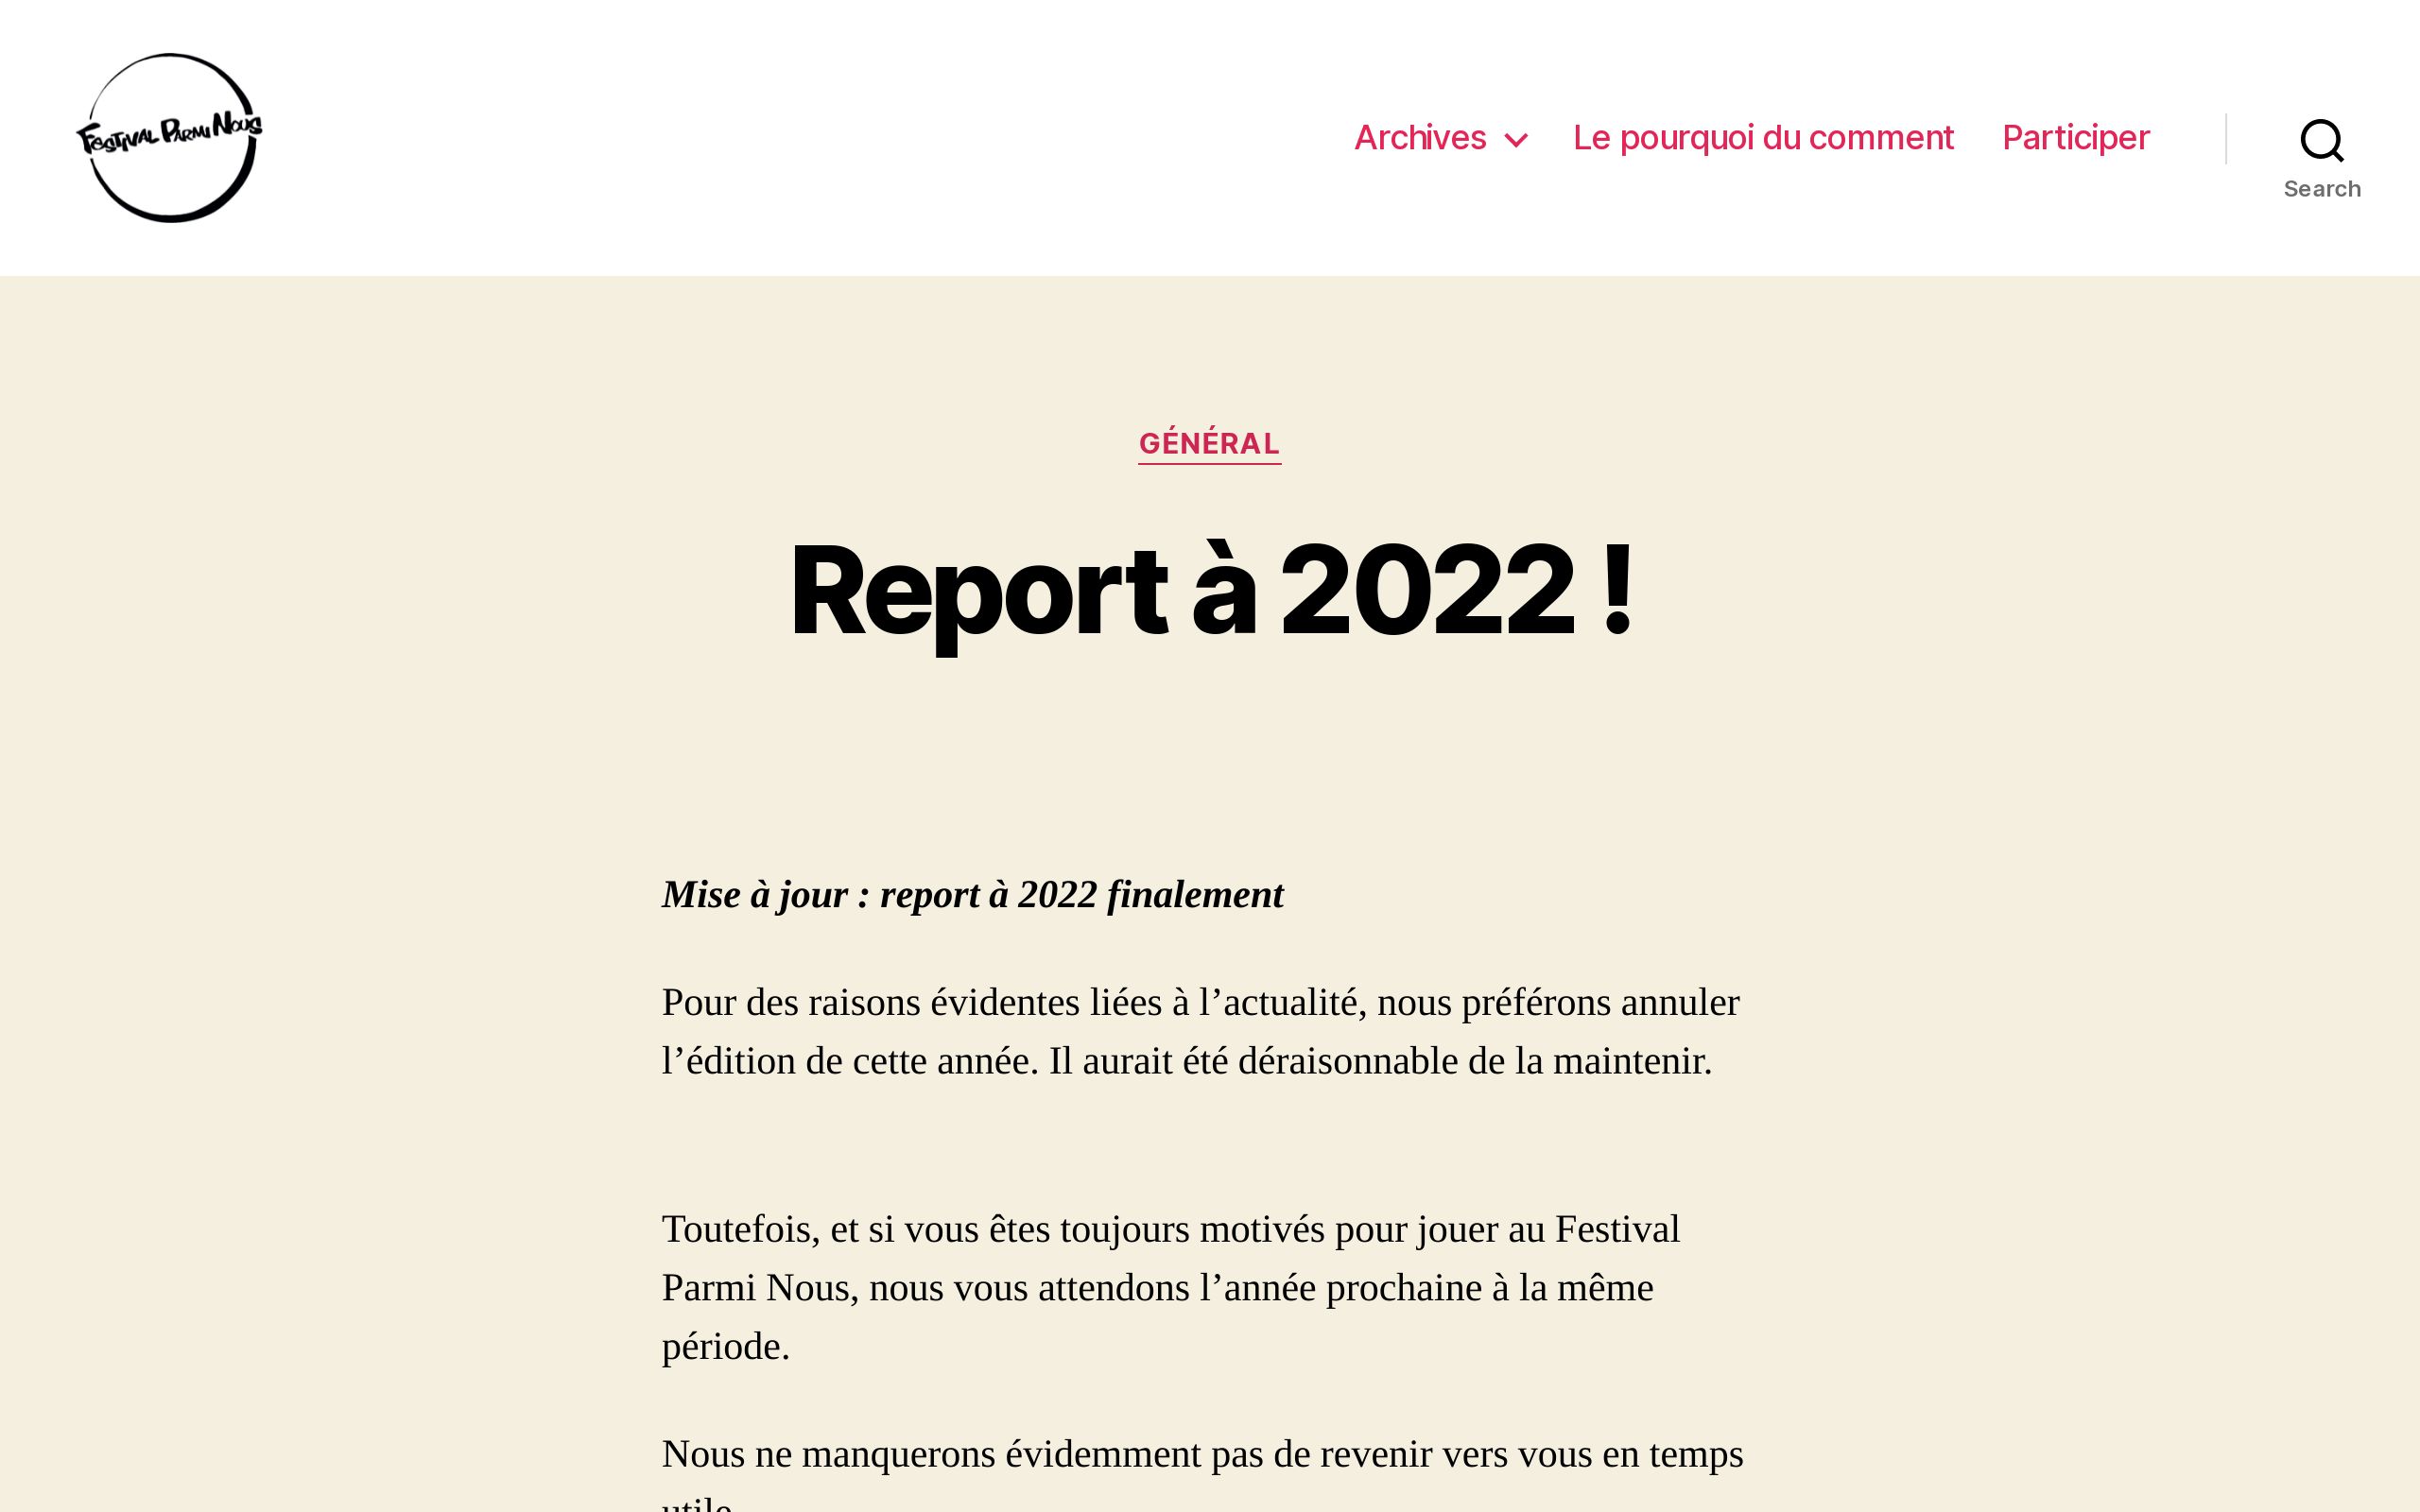 Festival Parmi Nous
Archives
Le pourquoi du comment
Participer
Search
GÉNÉRAL
Report à 2022 !
Mise à jour : report à 2022 finalement
Pour des raisons évidentes liées à l’actualité, nous préférons annuler
l’édition de cette année. Il aurait été déraisonnable de la maintenir.
Toutefois, et si vous êtes toujours motivés pour jouer au Festival
Parmi Nous, nous vous attendons l’année prochaine à la même
période.
Nous ne manquerons évidemment pas de revenir vers vous en temps
utile